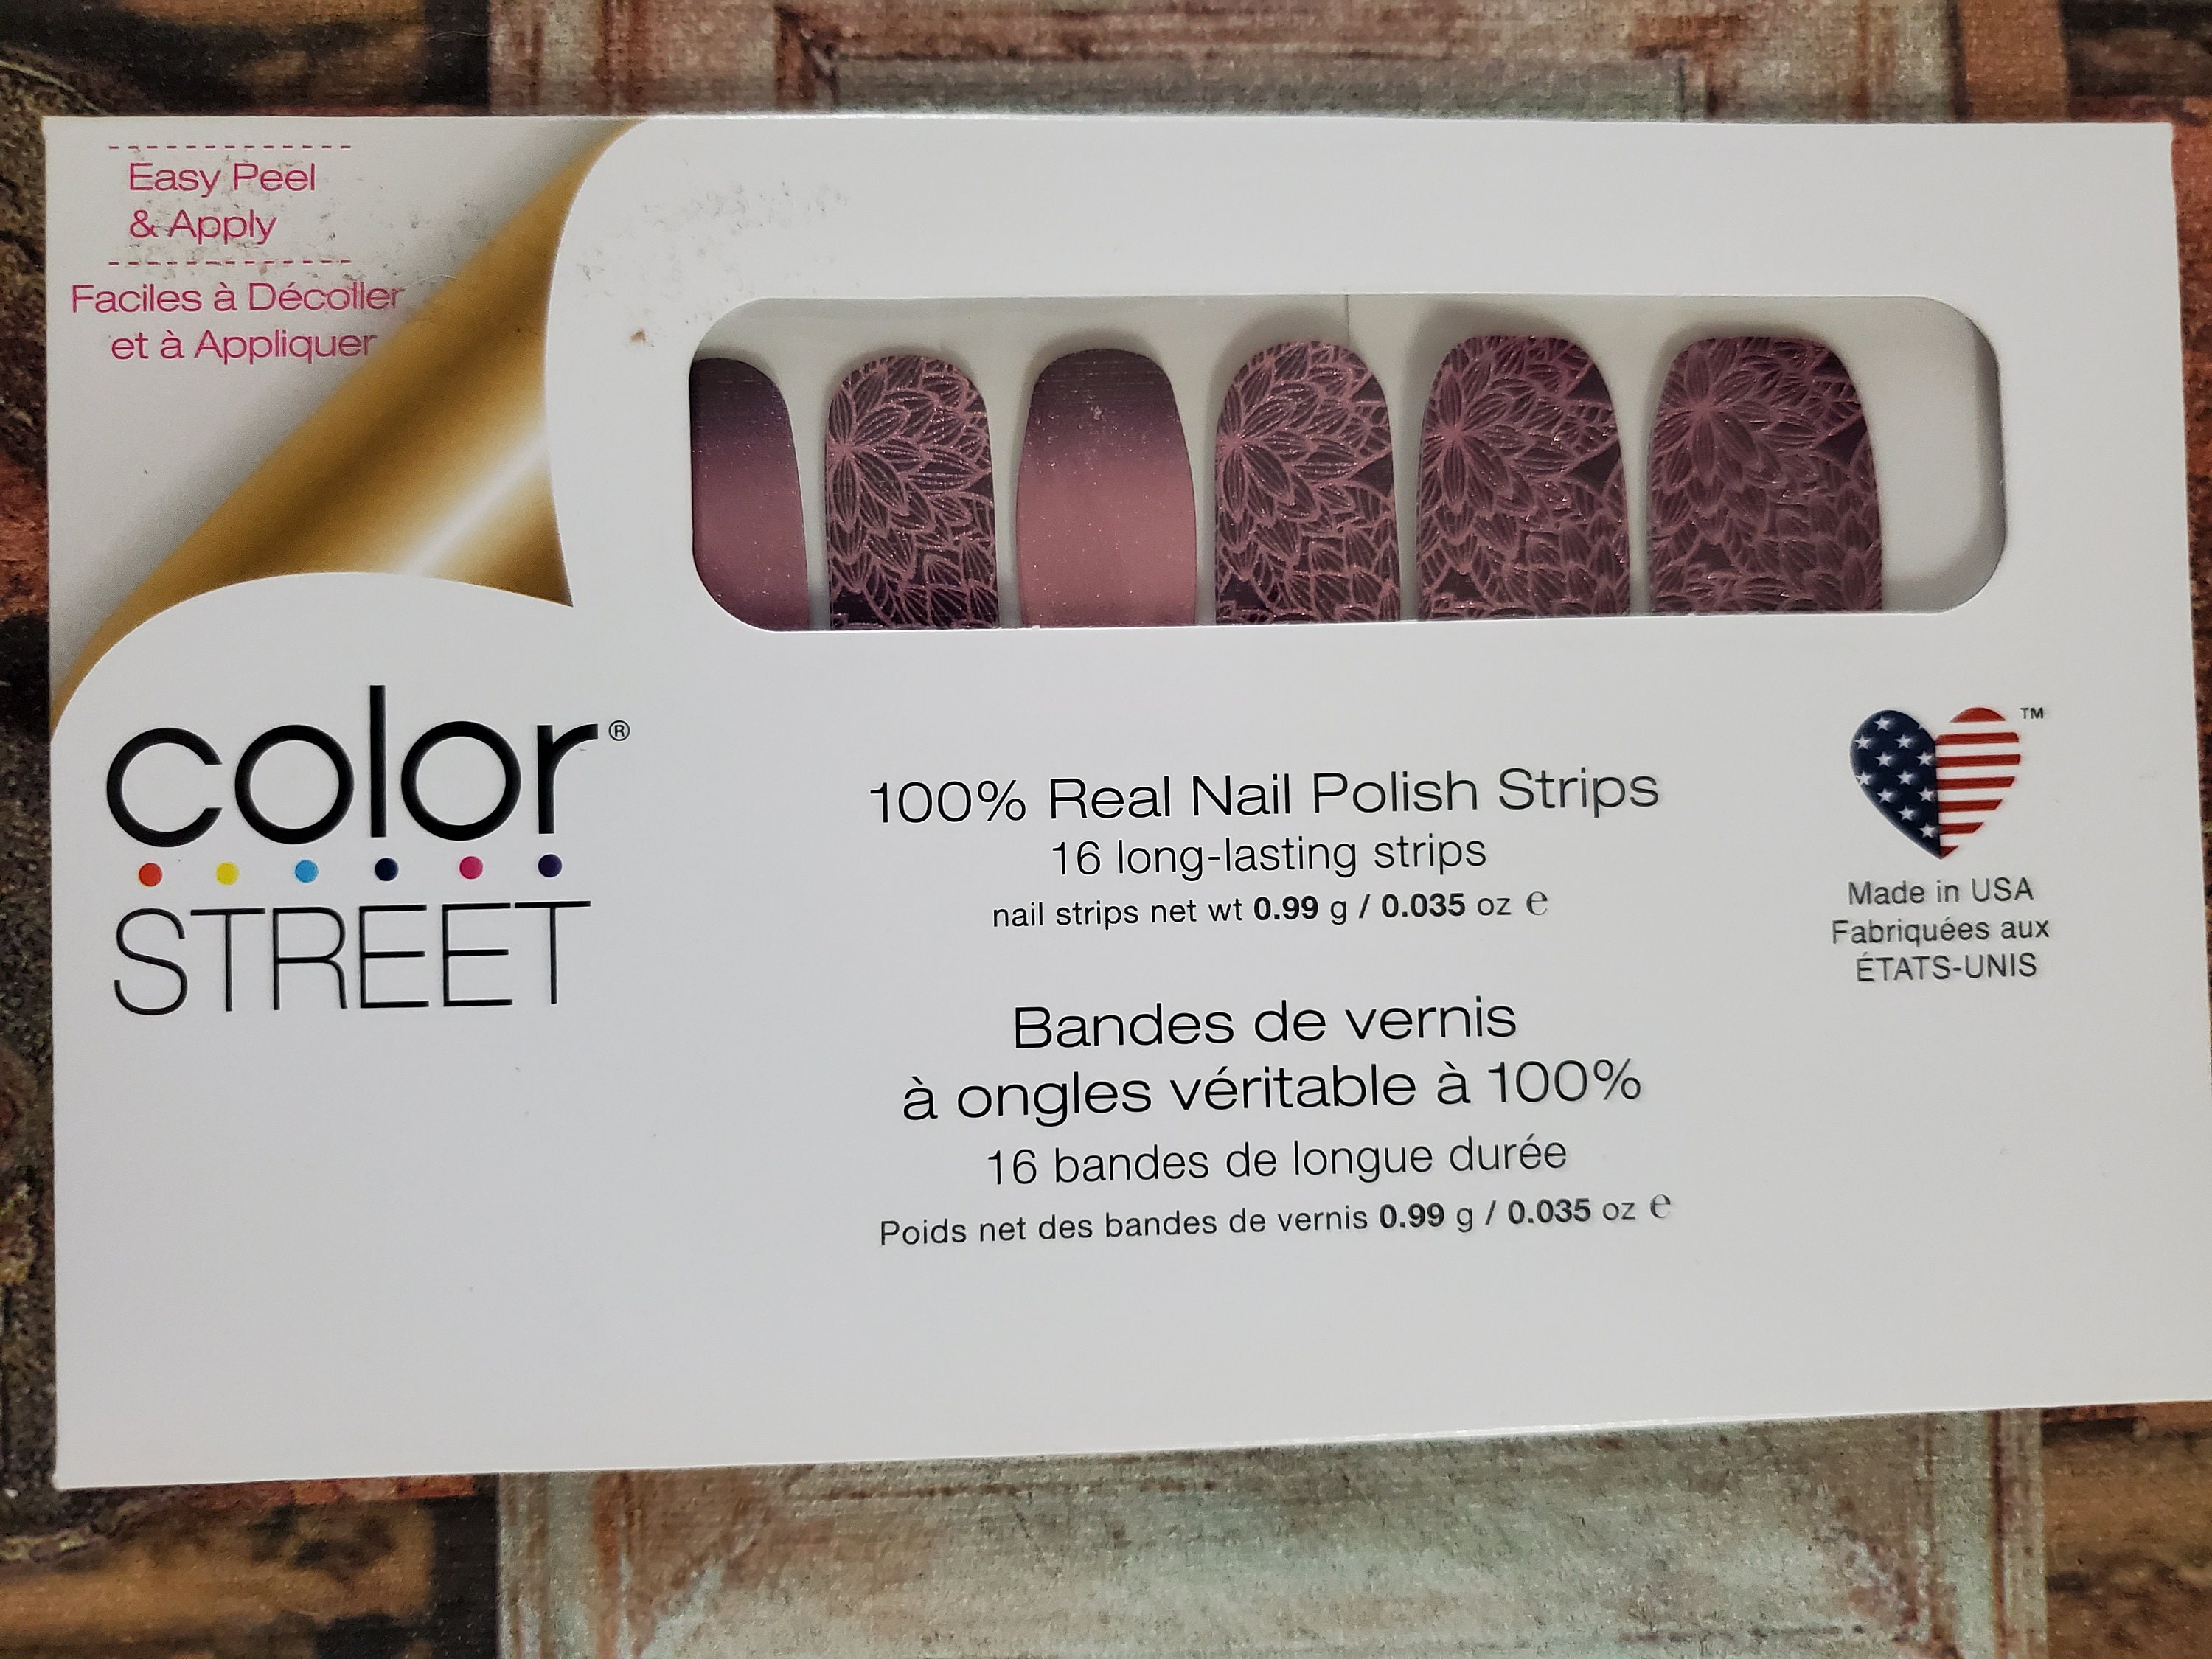 Easy Peel
& Apply
Faciles à Décoller
et à Appliquer
color®
STREET
100% Real Nail Polish Strips
16 long-lasting strips
nail strips net wt 0.99 g / 0.035 oz ℮
Bandes de vernis
à ongles véritable à 100%
16 bandes de longue durée
Poids net des bandes de vernis 0.99 g / 0.035 oz ℮
™
Made in USA
Fabriquées aux
ÉTATS-UNIS